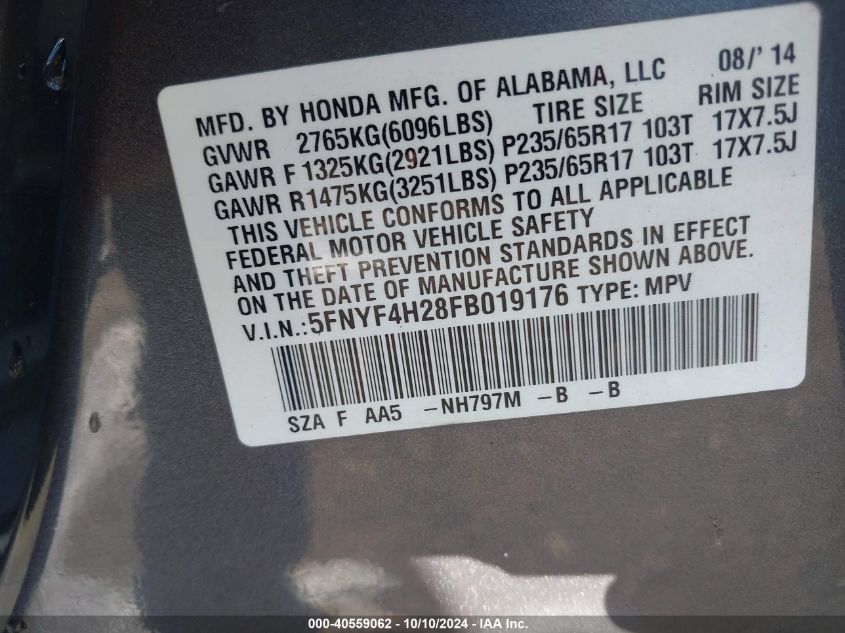 MFD. BY HONDA MFG. OF ALABAMA, LLC 08/'14
GVWR 2765KG(6096LBS) TIRE SIZE RIM SIZE
GAWR F 1325KG(2921LBS) P235/65R17 103T 17X7.5J
GAWR R1475KG(3251LBS) P235/65R17 103T 17X7.5J
THIS VEHICLE CONFORMS TO ALL APPLICABLE
FEDERAL MOTOR VEHICLE SAFETY
AND THEFT PREVENTION STANDARDS IN EFFECT
ON THE DATE OF MANUFACTURE SHOWN ABOVE.
V.I.N.:5FNYF4H28FB019176 TYPE: MPV
SZA F AA5 -NH797M -B -B
000-40559062 - 10/10/2024 - IAA Inc.